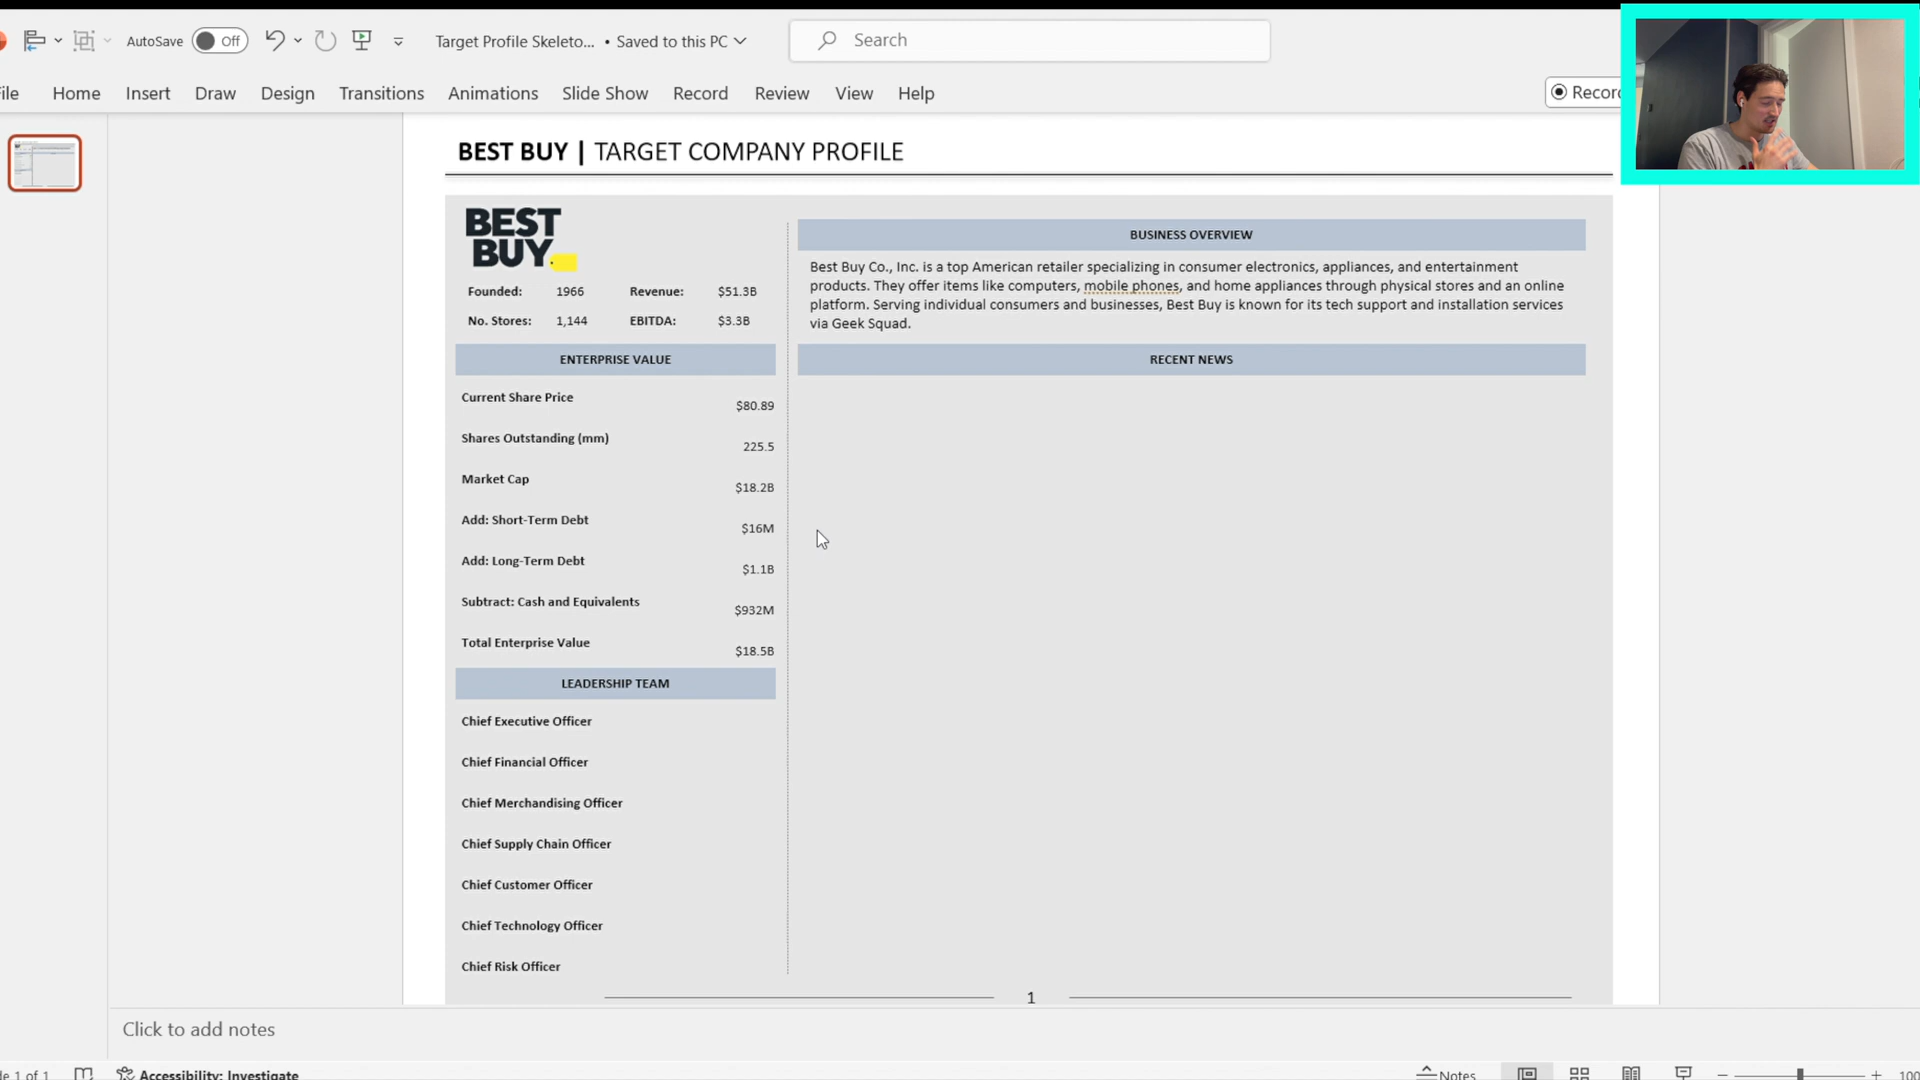 AutoSave Off Target Profile Skeleto... • Saved to this PC Search
File Home Insert Draw Design Transitions Animations Slide Show Record Review View Help Record
BEST BUY | TARGET COMPANY PROFILE
BEST
BUY
Founded: 1966 Revenue: $51.3B
No. Stores: 1,144 EBITDA: $3.3B
ENTERPRISE VALUE
Current Share Price $80.89
Shares Outstanding (mm) 225.5
Market Cap $18.2B
Add: Short-Term Debt $16M
Add: Long-Term Debt $1.1B
Subtract: Cash and Equivalents $932M
Total Enterprise Value $18.5B
LEADERSHIP TEAM
Chief Executive Officer
Chief Financial Officer
Chief Merchandising Officer
Chief Supply Chain Officer
Chief Customer Officer
Chief Technology Officer
Chief Risk Officer
BUSINESS OVERVIEW
Best Buy Co., Inc. is a top American retailer specializing in consumer electronics, appliances, and entertainment
products. They offer items like computers, mobile phones, and home appliances through physical stores and an online
platform. Serving individual consumers and businesses, Best Buy is known for its tech support and installation services
via Geek Squad.
RECENT NEWS
1
Click to add notes
de 1 of 1 Accessibility: Investigate Notes 100